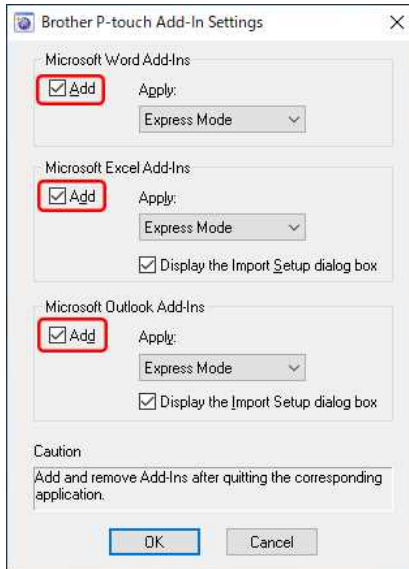 Brother P-touch Add-In Settings
Microsoft Word Add-Ins
Add
Apply:
Express Mode
Microsoft Excel Add-Ins
Add
Apply:
Express Mode
Display the Import Setup dialog box
Microsoft Outlook Add-Ins
Add
Apply:
Express Mode
Display the Import Setup dialog box
Caution
Add and remove Add-Ins after quitting the corresponding
application.
OK Cancel